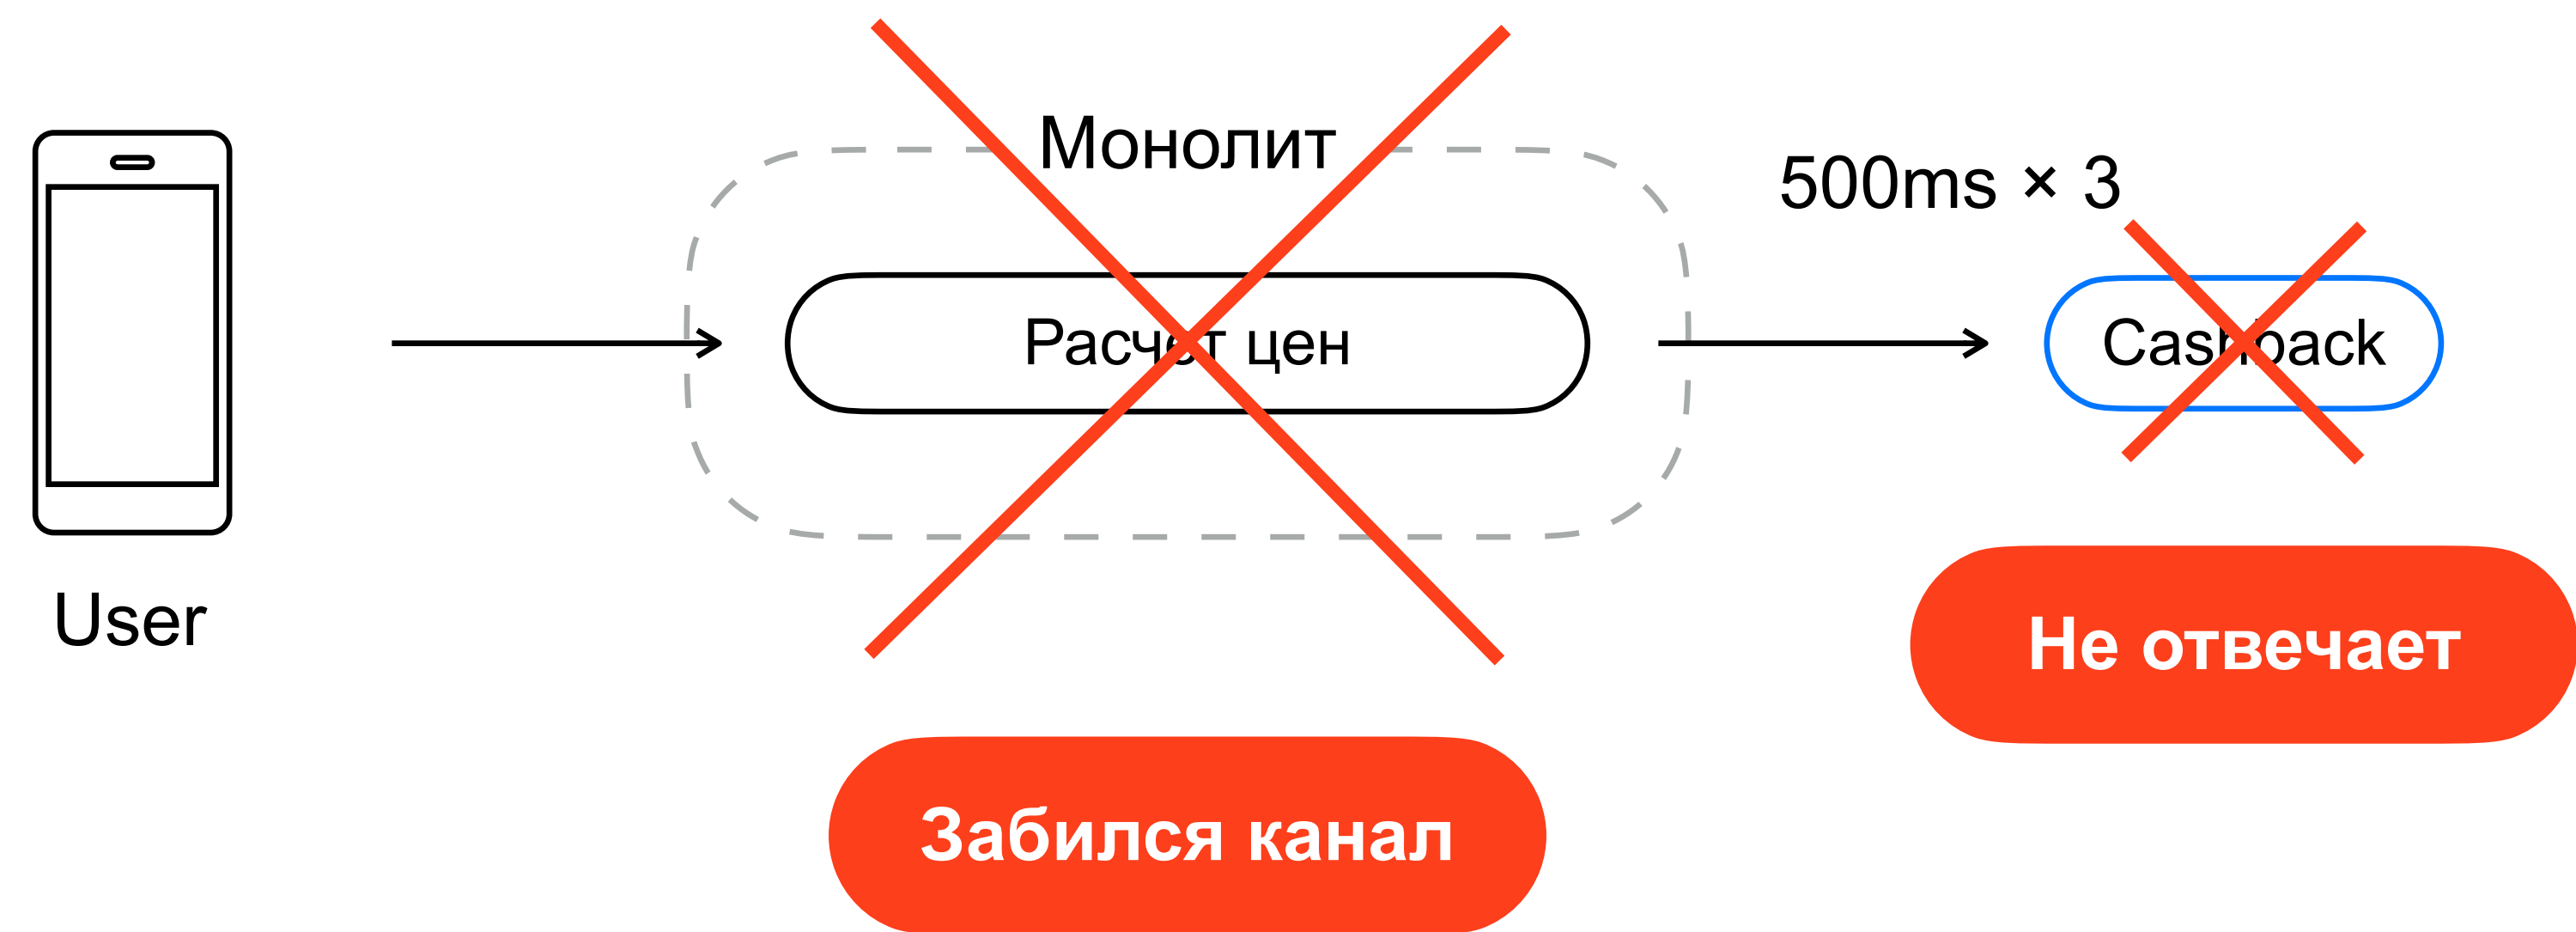 Монолит
500ms × 3
Расчет цен
Cashback
User
Не отвечает
Забился канал